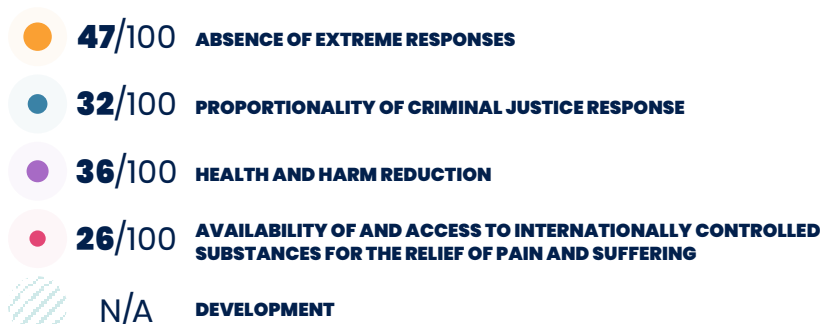 47/100 ABSENCE OF EXTREME RESPONSES
32/100 PROPORTIONALITY OF CRIMINAL JUSTICE RESPONSE
36/100 HEALTH AND HARM REDUCTION
26/100 AVAILABILITY OF AND ACCESS TO INTERNATIONALLY CONTROLLED
SUBSTANCES FOR THE RELIEF OF PAIN AND SUFFERING
N/A DEVELOPMENT